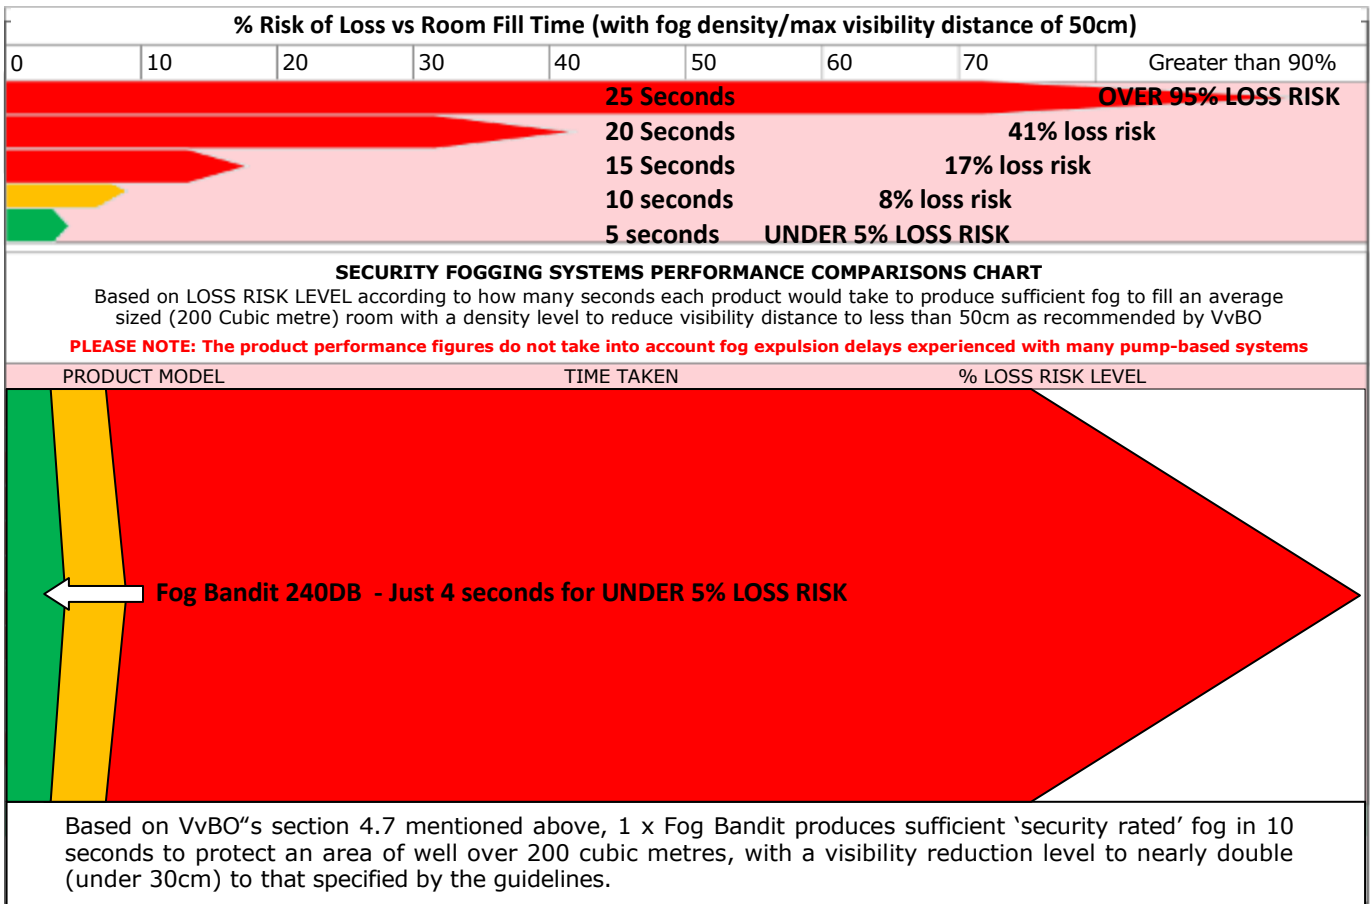 % Risk of Loss vs Room Fill Time (with fog density/max visibility distance of 50cm)
0 10 20 30 40 50 60 70 Greater than 90%
25 Seconds OVER 95% LOSS RISK
20 Seconds 41% loss risk
15 Seconds 17% loss risk
10 seconds 8% loss risk
5 seconds UNDER 5% LOSS RISK
SECURITY FOGGING SYSTEMS PERFORMANCE COMPARISONS CHART
Based on LOSS RISK LEVEL according to how many seconds each product would take to produce sufficient fog to fill an average
sized (200 Cubic metre) room with a density level to reduce visibility distance to less than 50cm as recommended by VvBO
PLEASE NOTE: The product performance figures do not take into account fog expulsion delays experienced with many pump-based systems
PRODUCT MODEL TIME TAKEN % LOSS RISK LEVEL
Fog Bandit 240DB - Just 4 seconds for UNDER 5% LOSS RISK
Based on VvBO“s section 4.7 mentioned above, 1 x Fog Bandit produces sufficient ‘security rated’ fog in 10
seconds to protect an area of well over 200 cubic metres, with a visibility reduction level to nearly double
(under 30cm) to that specified by the guidelines.